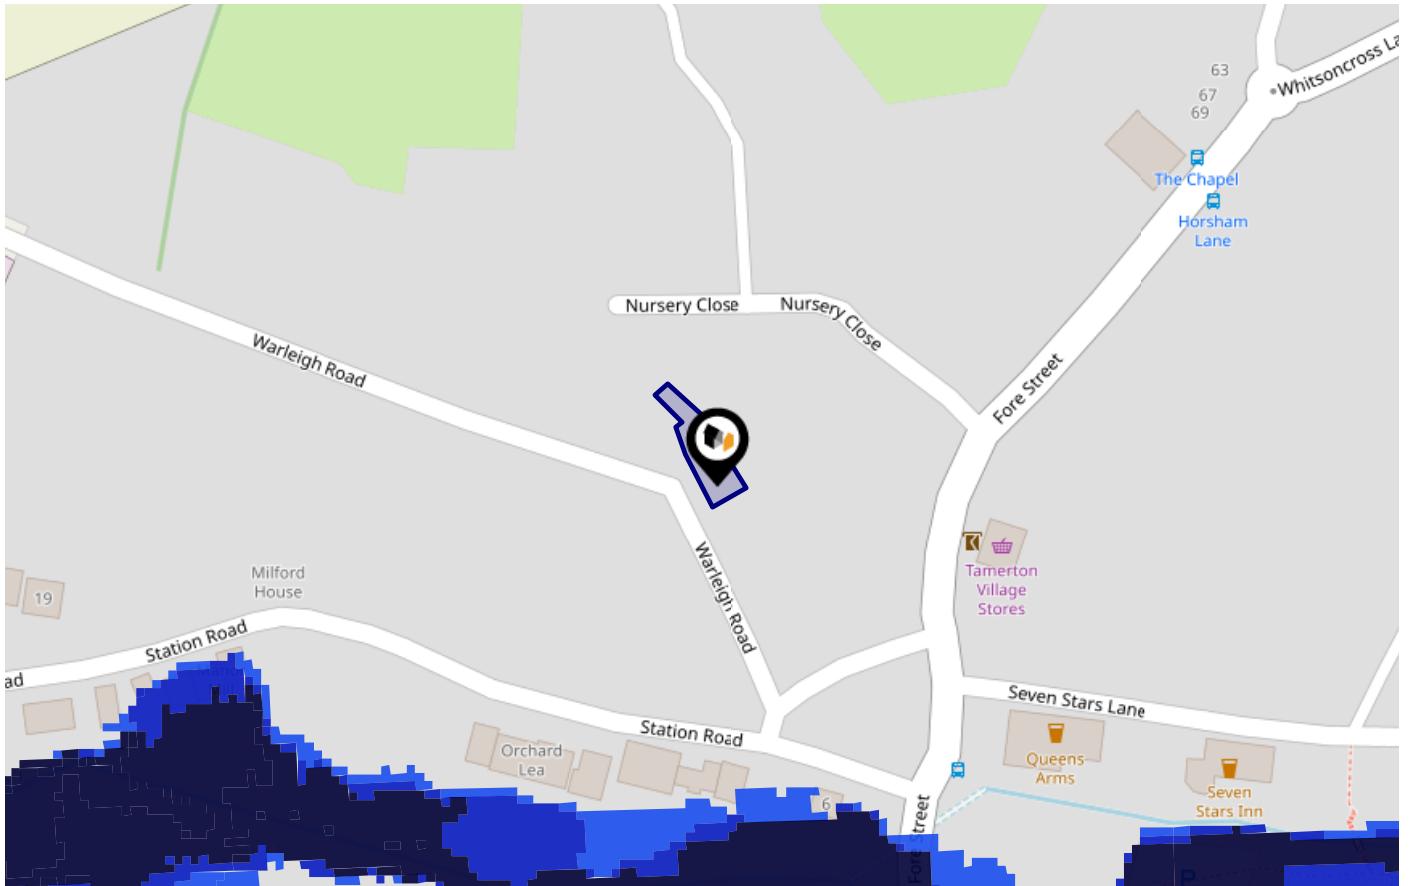 63
Whitsoncross La
67
69
The Chapel
Horsham
Lane
Nursery Close
Nursery Close
Warleigh Road
Fore Street
Tamerton
Village
Stores
Milford
House
19
Warleigh Road
Station Road
ad
Seven Stars Lane
Station Road
Orchard
Lea
Queens
Arms
Seven
Stars Inn
6
Fore Street
P